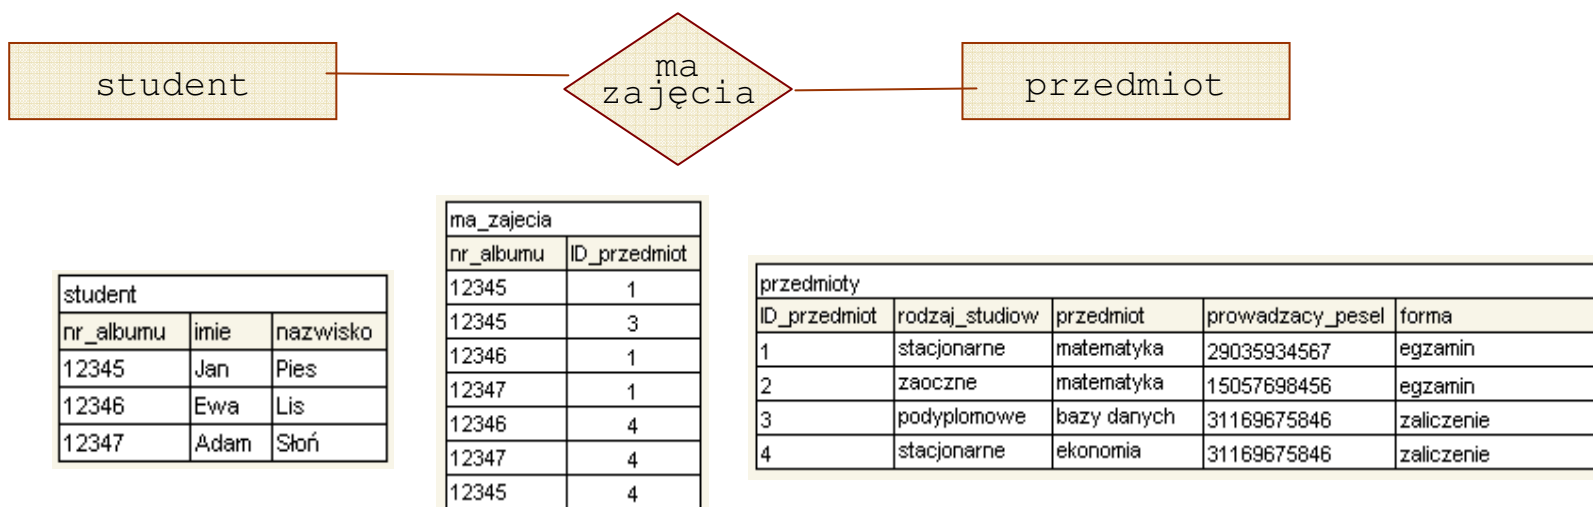 student
ma
zajęcia
przedmiot
student
nr_albumu imie nazwisko
12345 Jan Pies
12346 Ewa Lis
12347 Adam Słoń
ma_zajecia
nr_albumu ID_przedmiot
12345 1
12345 3
12346 1
12347 1
12346 4
12347 4
12345 4
przedmioty
ID_przedmiot rodzaj_studiow przedmiot prowadzacy_pesel forma
1 stacjonarne matematyka 29035934567 egzamin
2 zaoczne matematyka 15057698456 egzamin
3 podyplomowe bazy danych 31169675846 zaliczenie
4 stacjonarne ekonomia 31169675846 zaliczenie